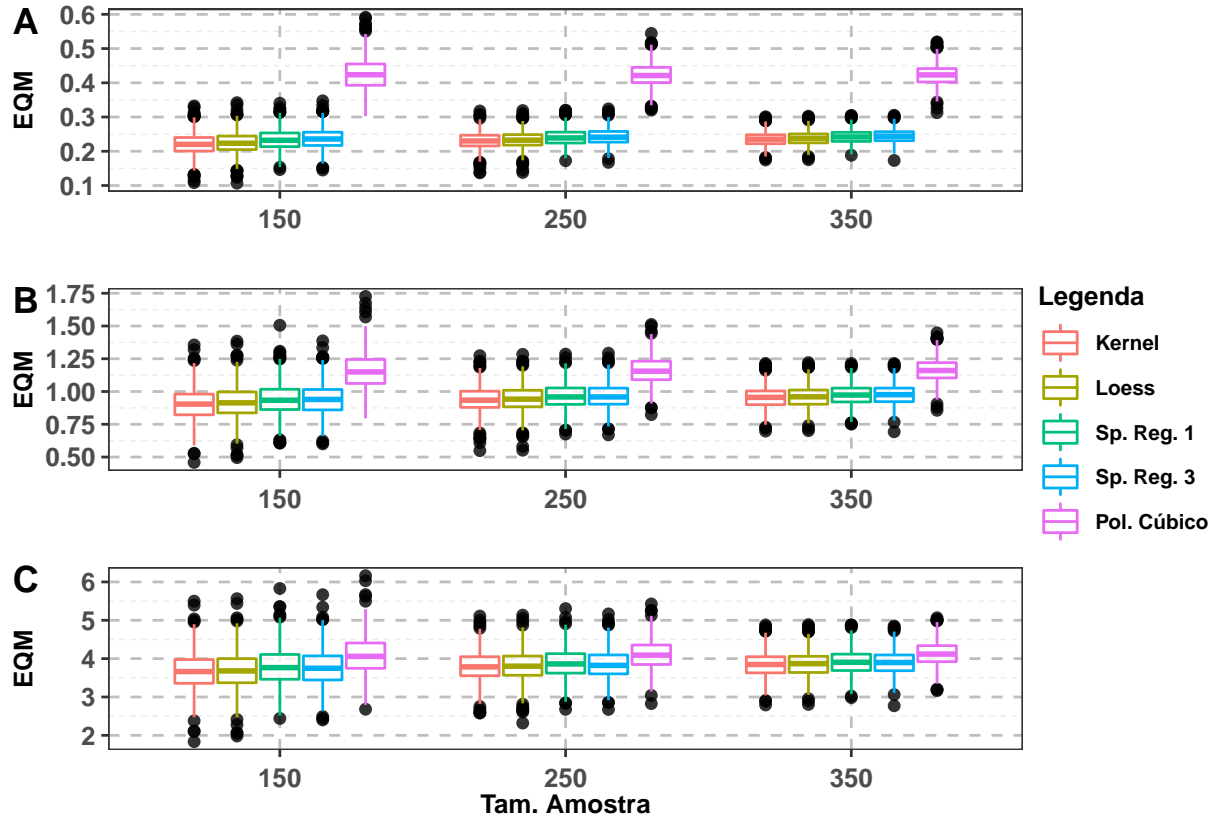 A
EQM
0.6
0.5
0.4
0.3
0.2
0.1
150
250
350
B
EQM
1.75
1.50
1.25
1.00
0.75
0.50
150
250
350
C
EQM
6
5
4
3
2
150
250
350
Tam. Amostra
Legenda
Kernel
Loess
Sp. Reg. 1
Sp. Reg. 3
Pol. Cúbico